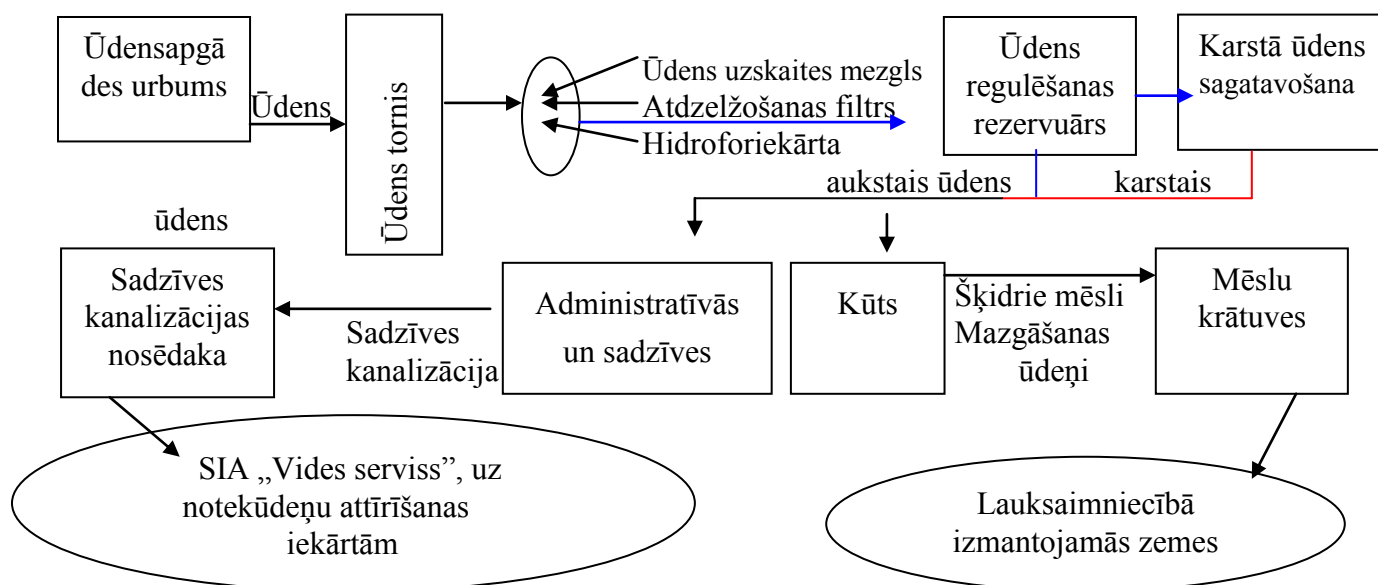 Ūdensapgā
des urbums
Ūdens
Ūdens tornis
Ūdens uzskaites mezgls
Atdzelžošanas filtrs
Hidroforiekārta
Ūdens
regulēšanas
rezervuārs
Karstā ūdens
sagatavošana
aukstais ūdens
karstais
ūdens
Sadzīves
kanalizācijas
nosēdaka
Sadzīves
kanalizācija
Administratīvās
un sadzīves
Kūts
Šķidrie mēsli
Mazgāšanas
ūdeņi
Mēslu
krātuves
SIA „Vides serviss”, uz
notekūdeņu attīrīšanas
iekārtām
Lauksaimniecībā
izmantojamās zemes